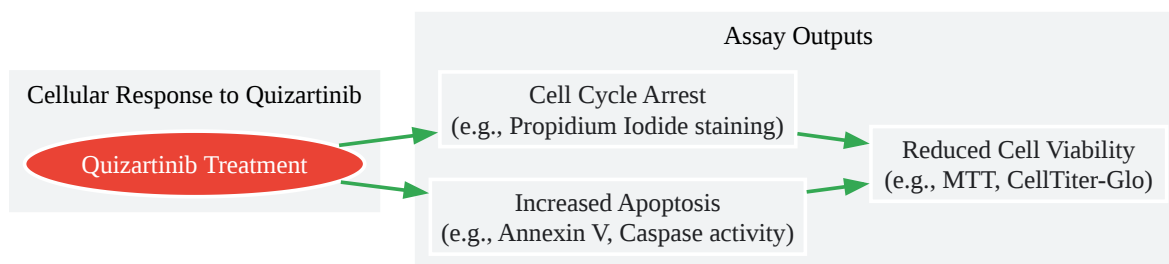 Assay Outputs
Cellular Response to Quizartinib
Quizartinib Treatment
Cell Cycle Arrest
(e.g., Propidium Iodide staining)
Increased Apoptosis
(e.g., Annexin V, Caspase activity)
Reduced Cell Viability
(e.g., MTT, CellTiter-Glo)